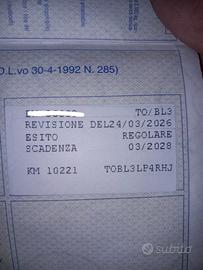 D.L.vo 30-4-1992 N. 285)
TO/BL3
REVISIONE DEL24/03/2026
ESITO REGOLARE
SCADENZA 03/2028
KM 10221 TOBL3LP4RHJ
subito